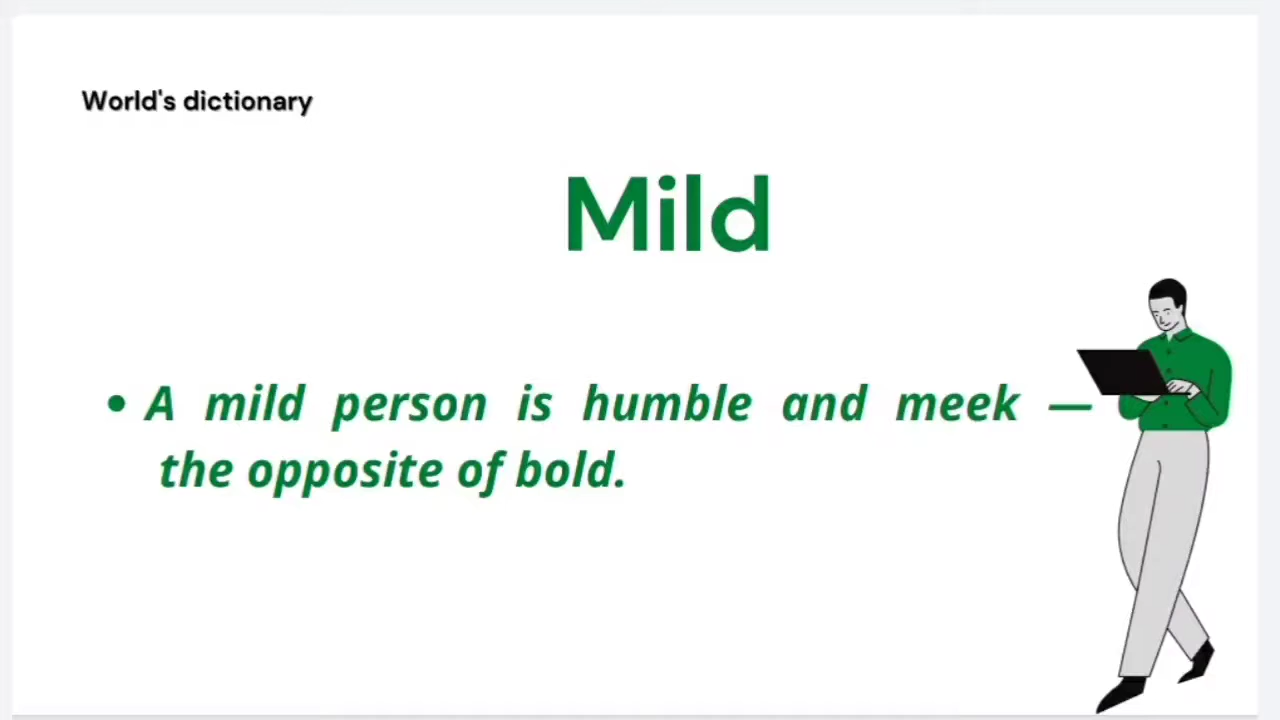 World's dictionary
Mild
• A mild person is humble and meek —
the opposite of bold.